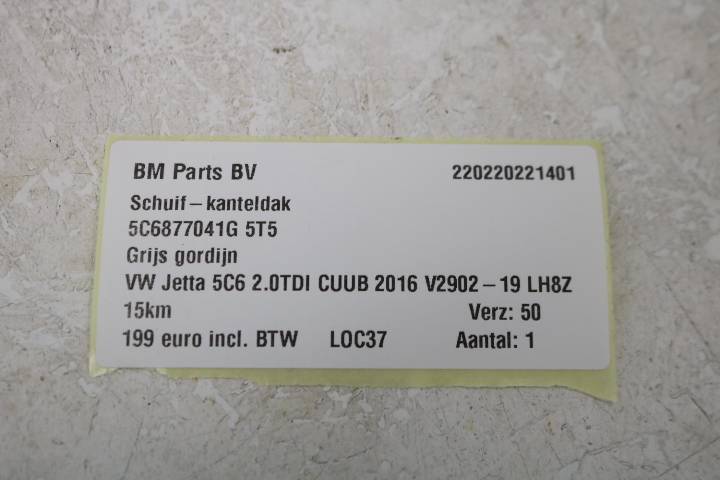 BM Parts BV 220220221401
Schuif-kanteldak
5C6877041G 5T5
Grijs gordijn
VW Jetta 5C6 2.0TDI CUUB 2016 V2902-19 LH8Z
15km Verz: 50
199 euro incl. BTW LOC37 Aantal: 1